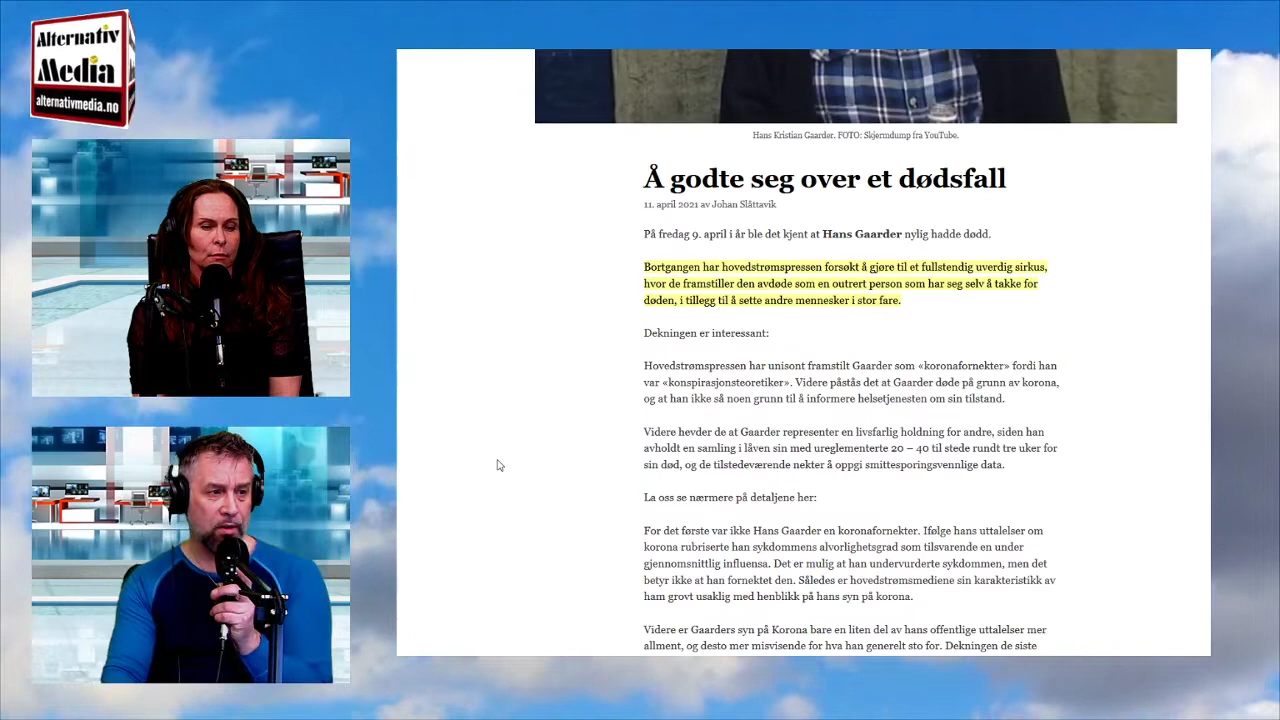 Alternativ
Media
alternativmedia.no
Hans Kristian Gaarder. FOTO: Skjermdump fra YouTube.
Å godte seg over et dødsfall
11. april 2021 av Johan Slåttavik
På fredag 9. april i år ble det kjent at Hans Gaarder nylig hadde dødd.
Bortgangen har hovedstrømspressen forsøkt å gjøre til et fullstendig uverdig sirkus,
hvor de framstiller den avdøde som en outrert person som har seg selv å takke for
døden, i tillegg til å sette andre mennesker i stor fare.
Dekningen er interessant:
Hovedstrømspressen har unisont framstilt Gaarder som «koronafornekter» fordi han
var «konspirasjonsteoretiker». Videre påstås det at Gaarder døde på grunn av korona,
og at han ikke så noen grunn til å informere helsetjenesten om sin tilstand.
Videre hevder de at Gaarder representer en livsfarlig holdning for andre, siden han
avholdt en samling i låven sin med ureglementerte 20 – 40 til stede rundt tre uker for
sin død, og de tilstedeværende nekter å oppgi smittesporingsvennlige data.
La oss se nærmere på detaljene her:
For det første var ikke Hans Gaarder en koronafornekter. Ifølge hans uttalelser om
korona rubriserte han sykdommens alvorlighetsgrad som tilsvarende en under
gjennomsnittlig influensa. Det er mulig at han undervurderte sykdommen, men det
betyr ikke at han fornektet den. Således er hovedstrømsmediene sin karakteristikk av
ham grovt usaklig med henblikk på hans syn på korona.
Videre er Gaarders syn på Korona bare en liten del av hans offentlige uttalelser mer
allment, og desto mer misvisende for hva han generelt sto for. Dekningen de siste